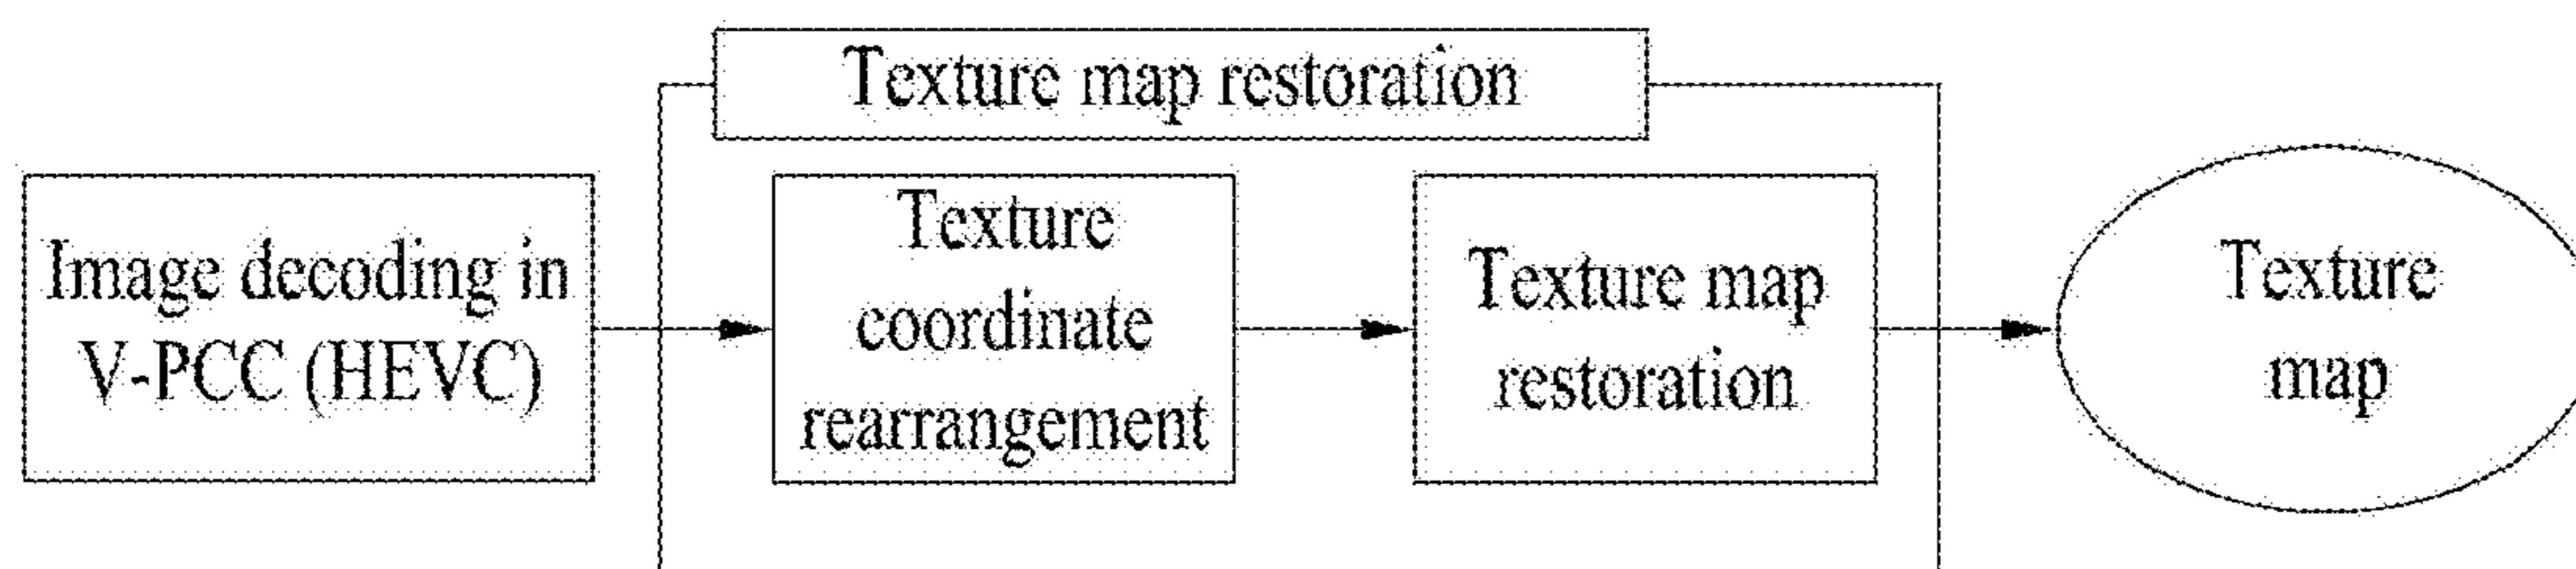 Texture map restoration
Image decoding in
V-PCC (HEVC)
Texture
coordinate
rearrangement
Texture map
restoration
Texture
map